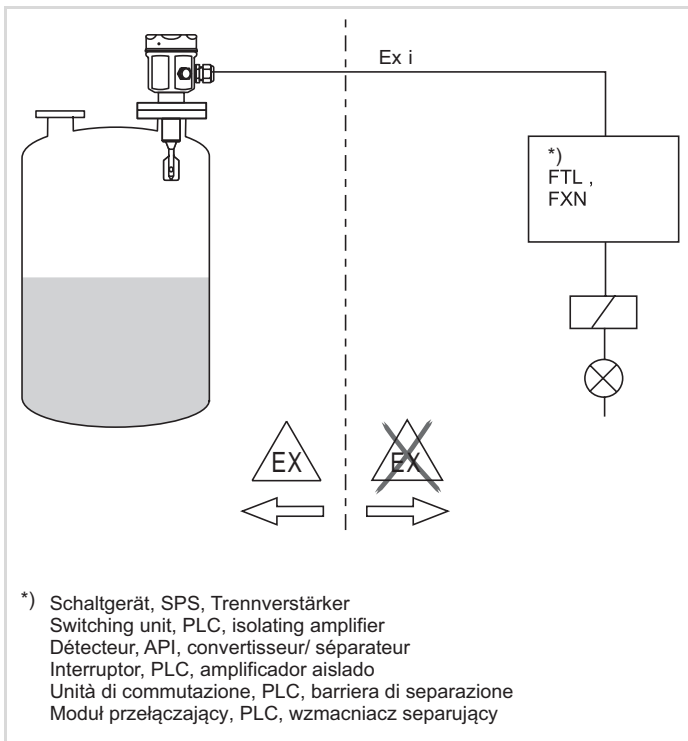 Ex i
*)
FTL ,
FXN
EX
EX
*) Schaltgerät, SPS, Trennverstärker
Switching unit, PLC, isolating amplifier
Détecteur, API, convertisseur/ séparateur
Interruptor, PLC, amplificador aislado
Unità di commutazione, PLC, barriera di separazione
Moduł przełączający, PLC, wzmacniacz separujący